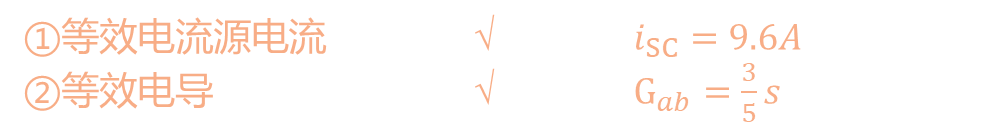 ①等效电流源电流 √ i_SC = 9.6A
②等效电导 √ G_ab = 3/5 s